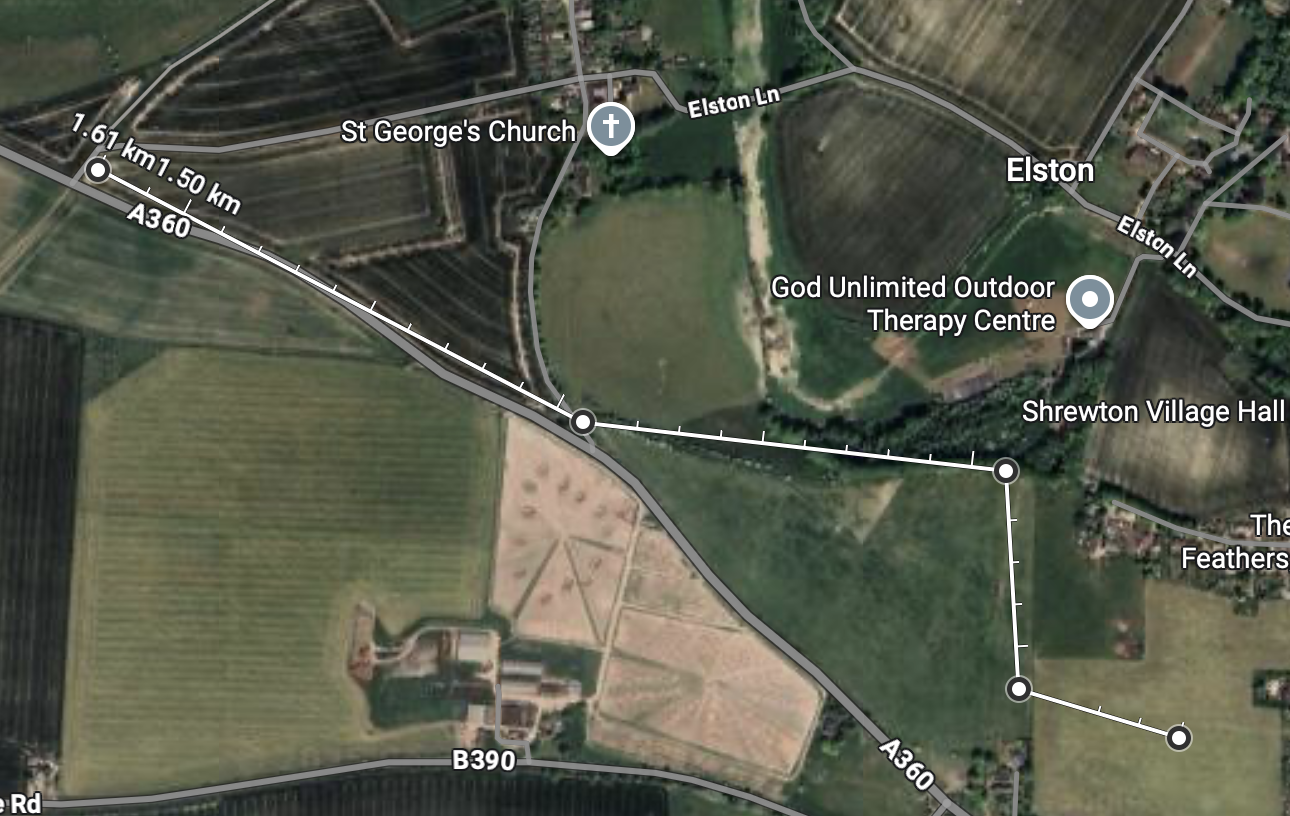 Elston Ln
1.61 km
1.50 km
St George's Church
Elston
A360
Elston Ln
God Unlimited Outdoor
Therapy Centre
Shrewton Village Hall
The
Feathers
B390
A360
e Rd